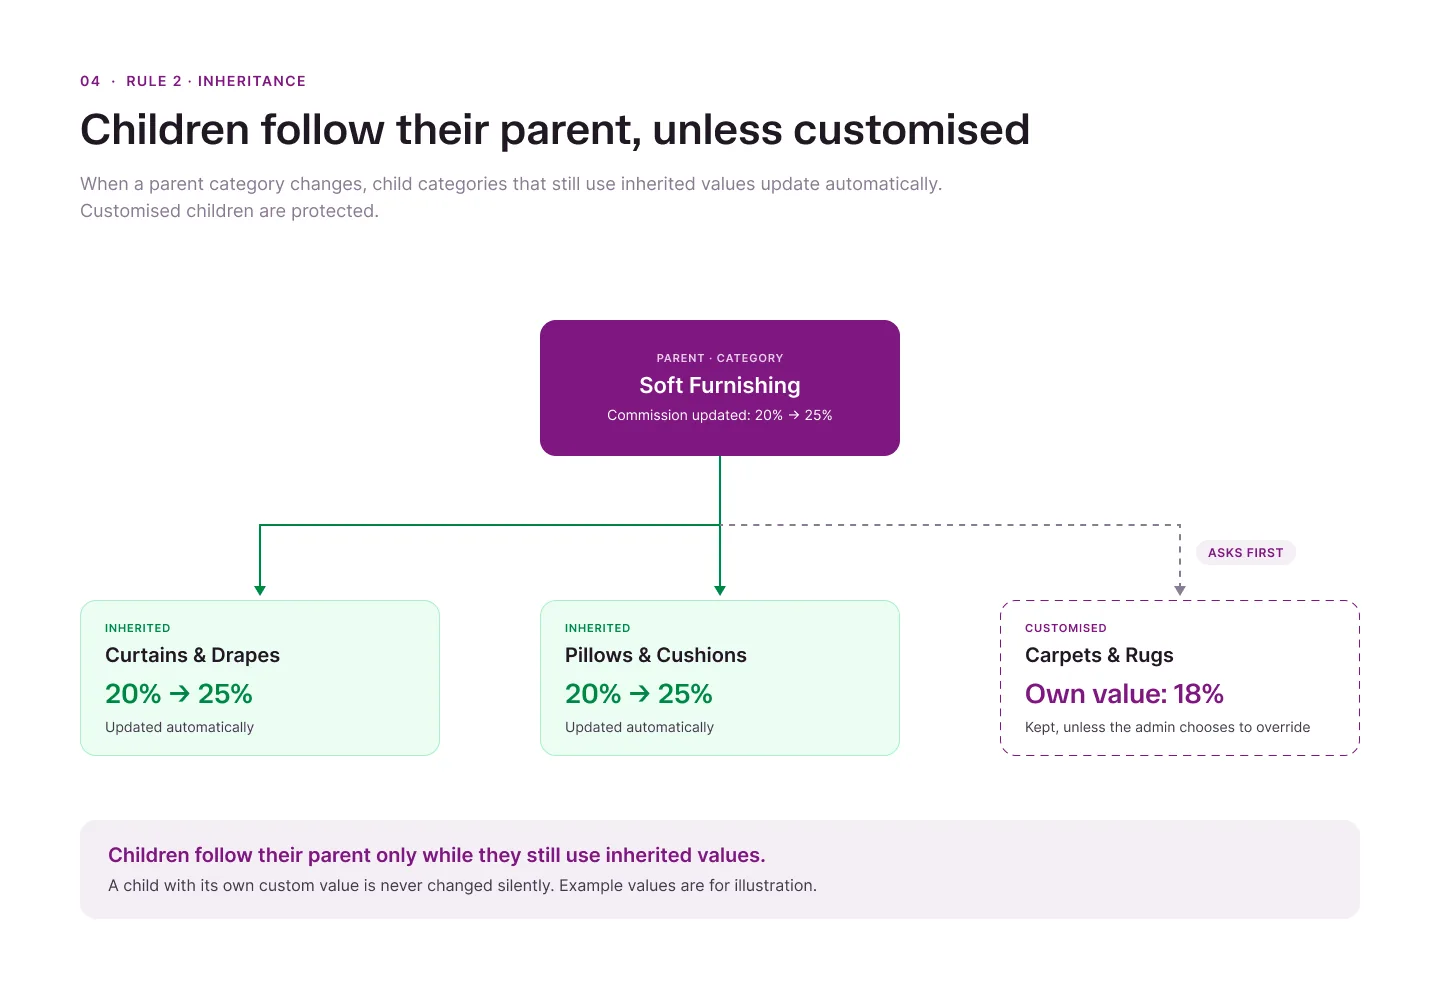 04 · RULE 2 · INHERITANCE
Children follow their parent, unless customised
When a parent category changes, child categories that still use inherited values update automatically.
Customised children are protected.
PARENT · CATEGORY
Soft Furnishing
Commission updated: 20% → 25%
ASKS FIRST
INHERITED
Curtains & Drapes
20% → 25%
Updated automatically
INHERITED
Pillows & Cushions
20% → 25%
Updated automatically
CUSTOMISED
Carpets & Rugs
Own value: 18%
Kept, unless the admin chooses to override
Children follow their parent only while they still use inherited values.
A child with its own custom value is never changed silently. Example values are for illustration.